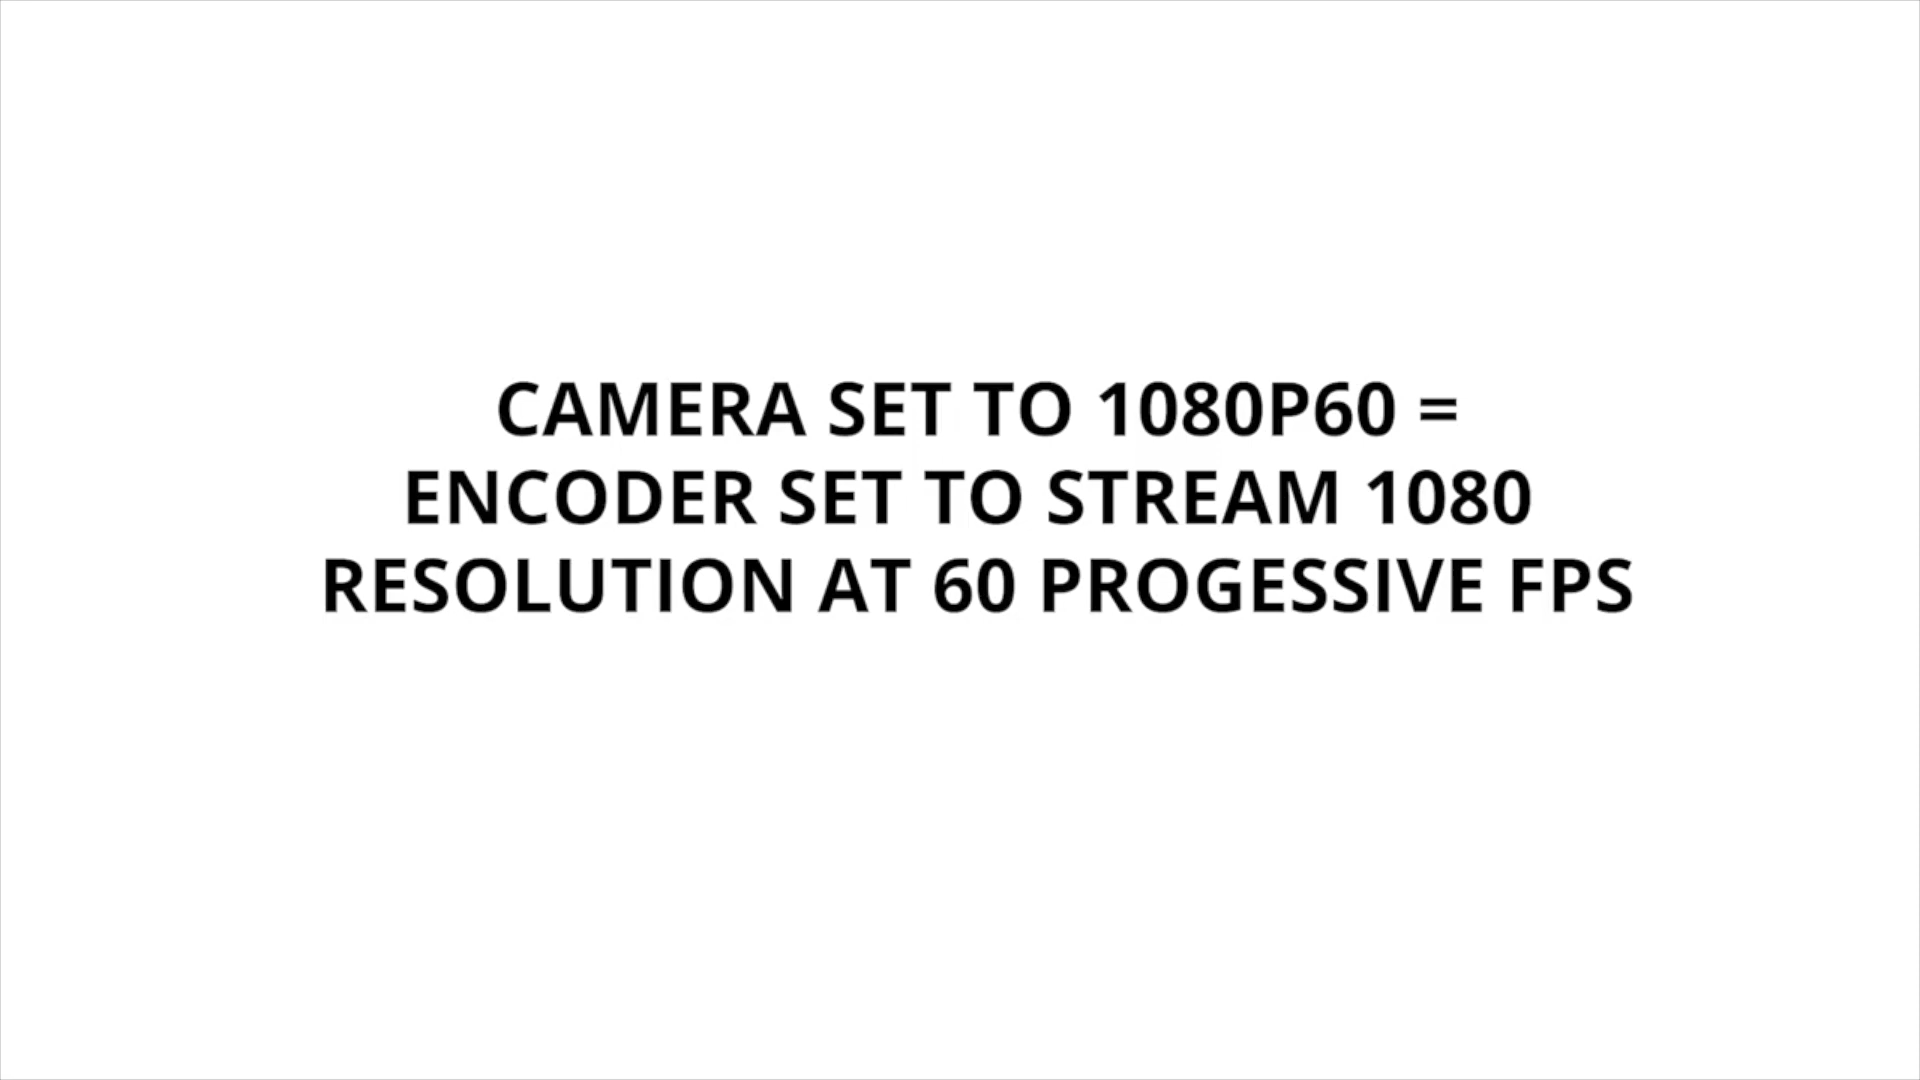 CAMERA SET TO 1080P60 =
ENCODER SET TO STREAM 1080
RESOLUTION AT 60 PROGESSIVE FPS